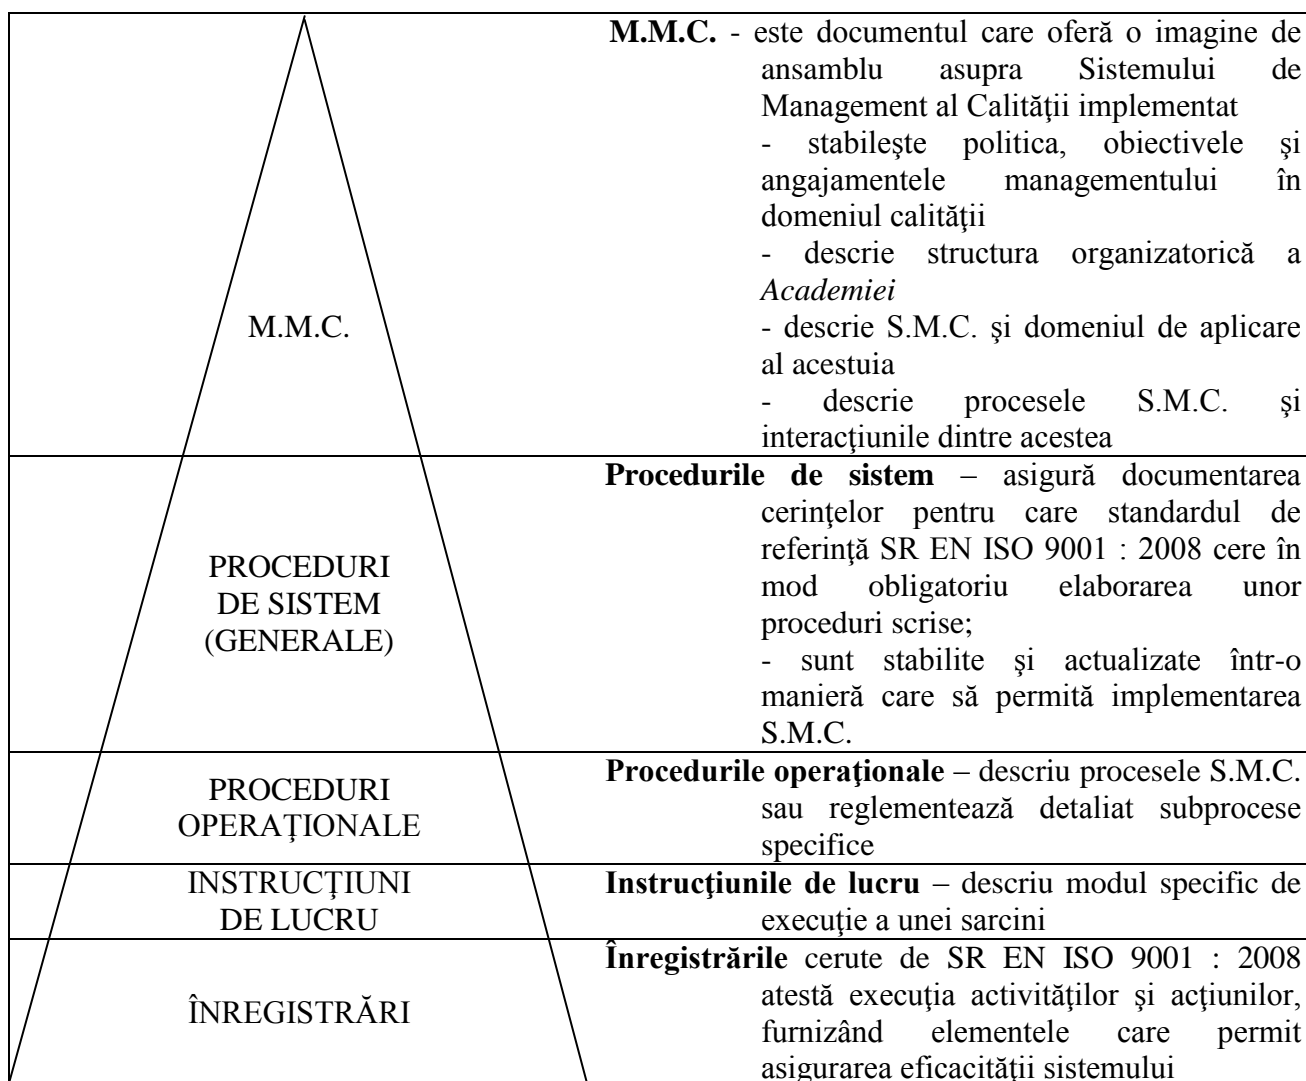 M.M.C.
M.M.C. - este documentul care oferă o imagine de
ansamblu asupra Sistemului de
Management al Calităţii implementat
- stabileşte politica, obiectivele şi
angajamentele managementului în
domeniul calităţii
- descrie structura organizatorică a
Academiei
- descrie S.M.C. şi domeniul de aplicare
al acestuia
- descrie procesele S.M.C. şi
interacţiunile dintre acestea
PROCEDURI
DE SISTEM
(GENERALE)
Procedurile de sistem – asigură documentarea
cerinţelor pentru care standardul de
referinţă SR EN ISO 9001 : 2008 cere în
mod obligatoriu elaborarea unor
proceduri scrise;
- sunt stabilite şi actualizate într-o
manieră care să permită implementarea
S.M.C.
PROCEDURI
OPERAŢIONALE
Procedurile operaţionale – descriu procesele S.M.C.
sau reglementează detaliat subprocese
specifice
INSTRUCŢIUNI
DE LUCRU
Instrucţiunile de lucru – descriu modul specific de
execuţie a unei sarcini
ÎNREGISTRĂRI
Înregistrările cerute de SR EN ISO 9001 : 2008
atestă execuţia activităţilor şi acţiunilor,
furnizând elementele care permit
asigurarea eficacităţii sistemului